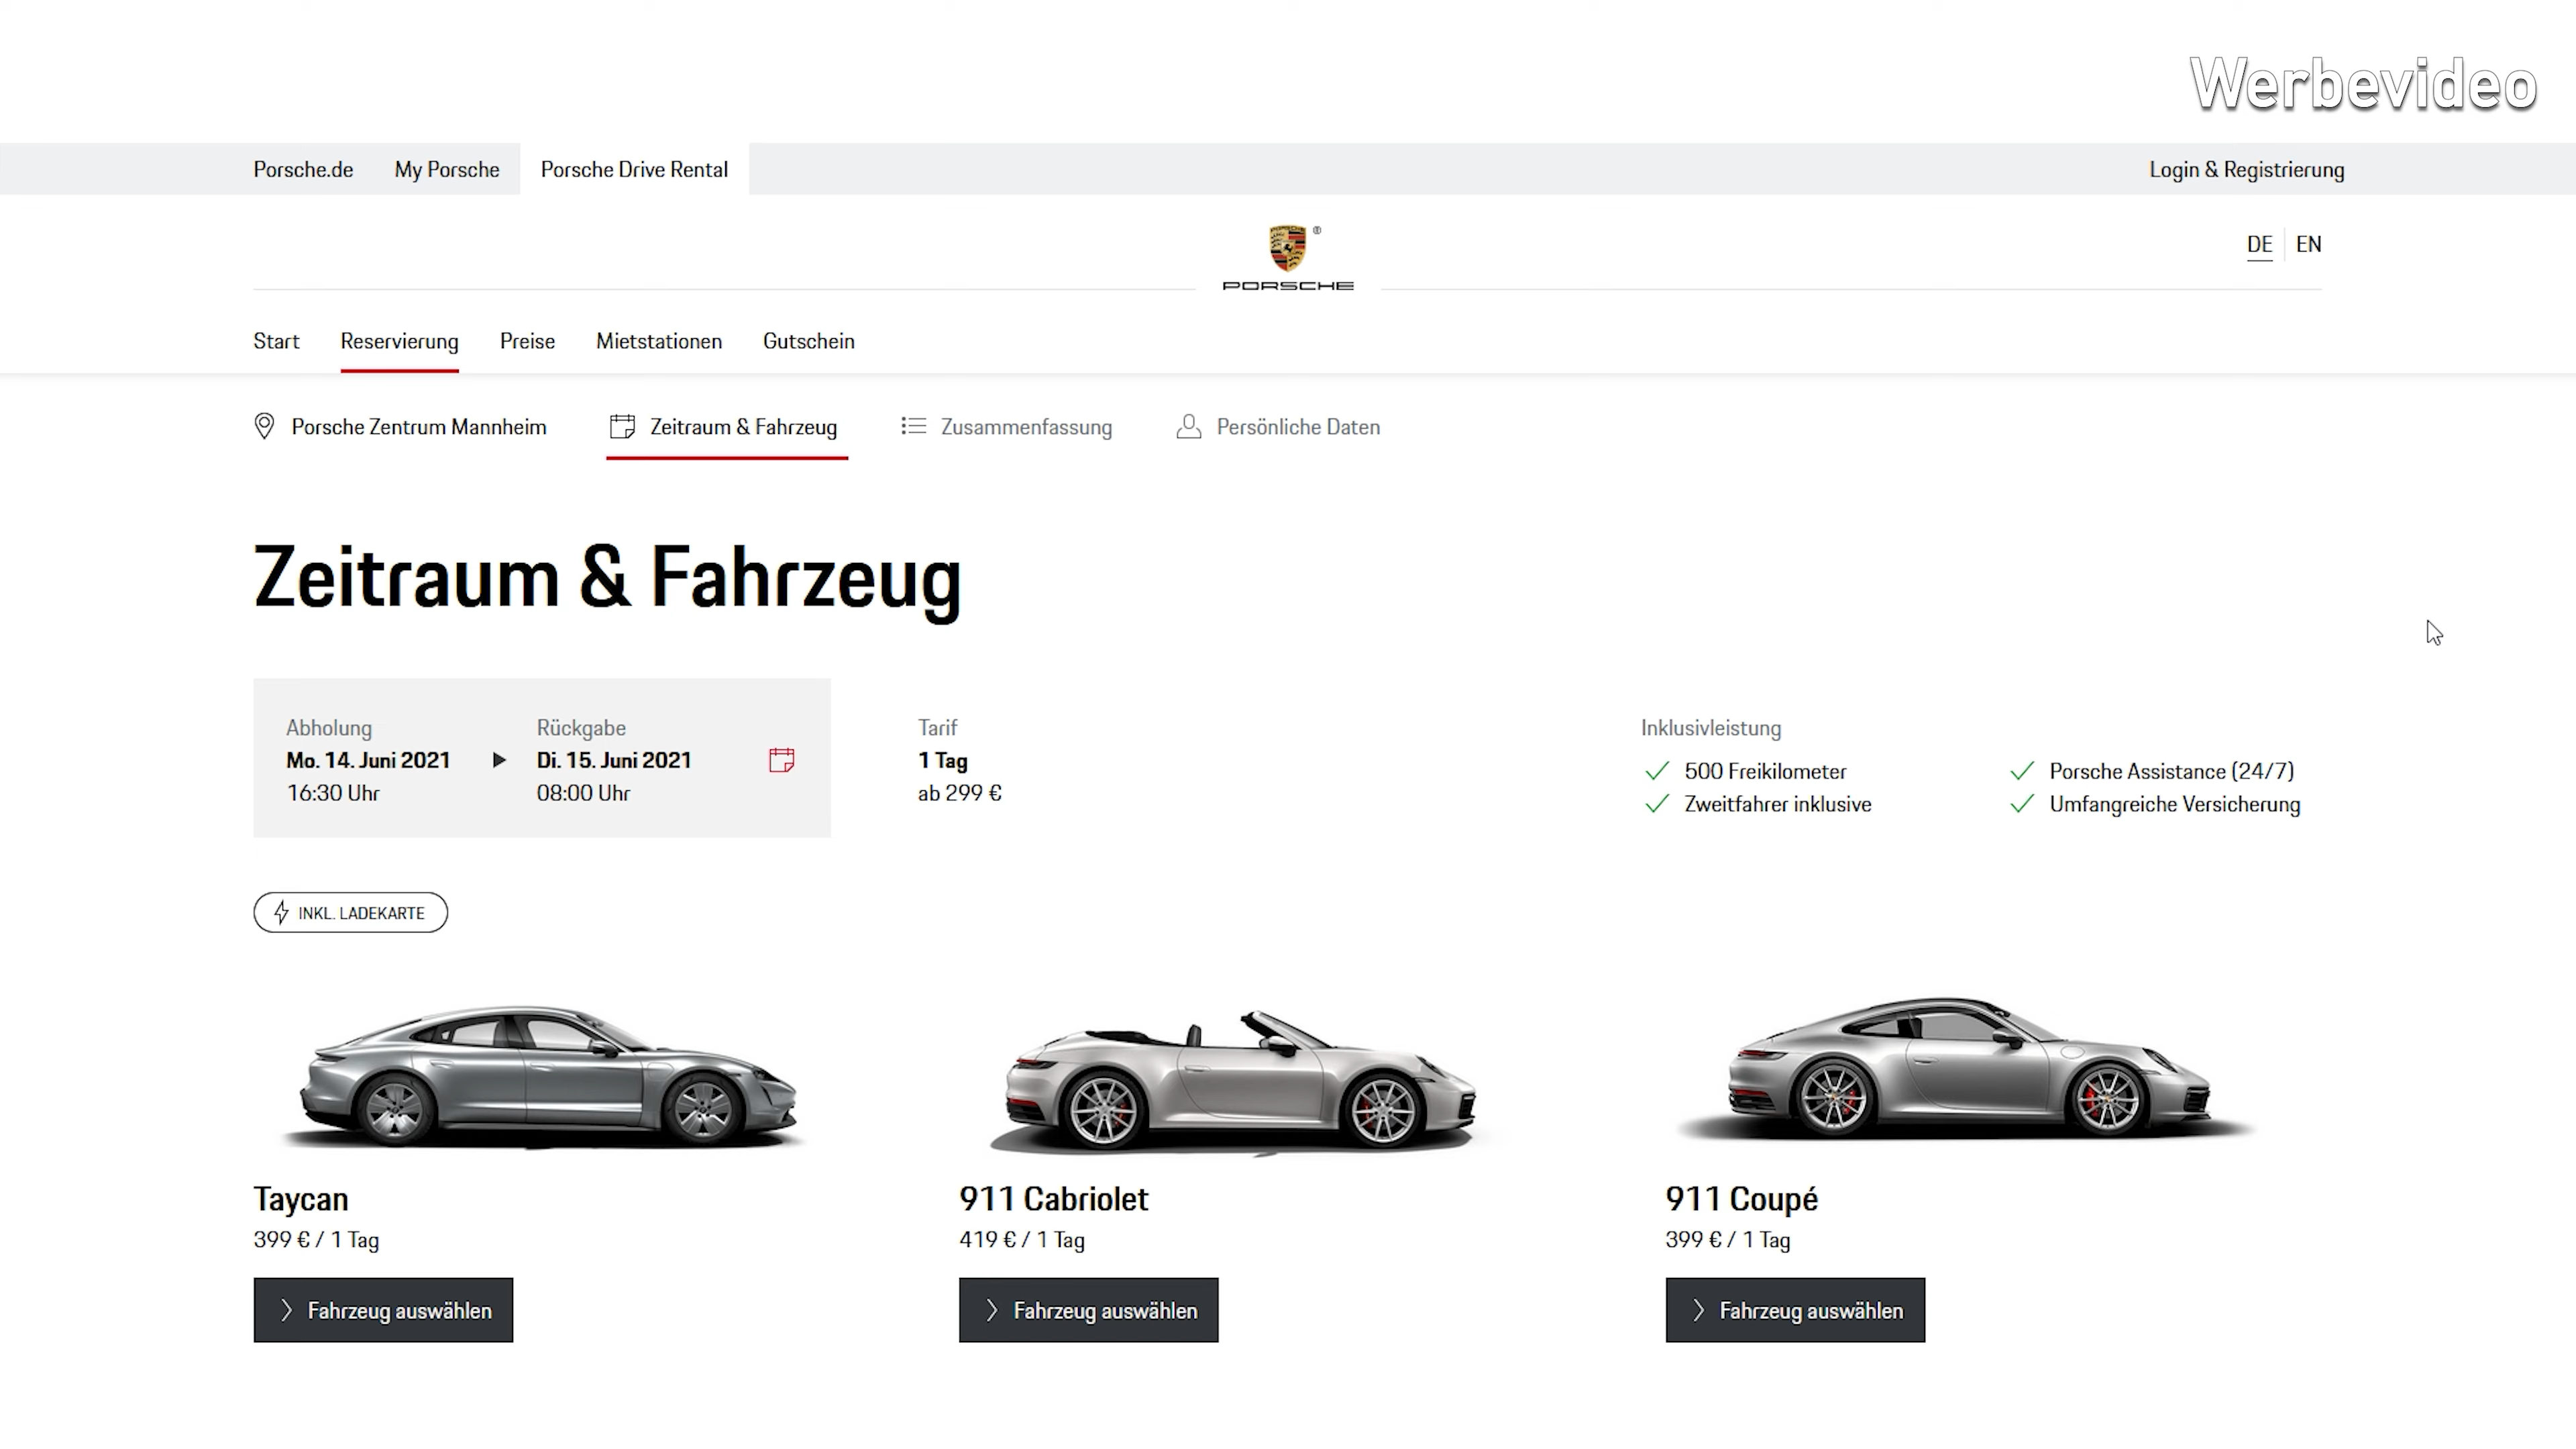 Werbevideo
Porsche.de My Porsche Porsche Drive Rental Login & Registrierung
PORSCHE
DE EN
Start Reservierung Preise Mietstationen Gutschein
Porsche Zentrum Mannheim Zeitraum & Fahrzeug Zusammenfassung Persönliche Daten
Zeitraum & Fahrzeug
Abholung Rückgabe Tarif Inklusivleistung
Mo. 14. Juni 2021 Di. 15. Juni 2021 1 Tag
16:30 Uhr 08:00 Uhr ab 299 €
500 Freikilometer Porsche Assistance (24/7)
Zweitfahrer inklusive Umfangreiche Versicherung
INKL. LADEKARTE
Taycan 911 Cabriolet 911 Coupé
399 € / 1 Tag 419 € / 1 Tag 399 € / 1 Tag
Fahrzeug auswählen Fahrzeug auswählen Fahrzeug auswählen